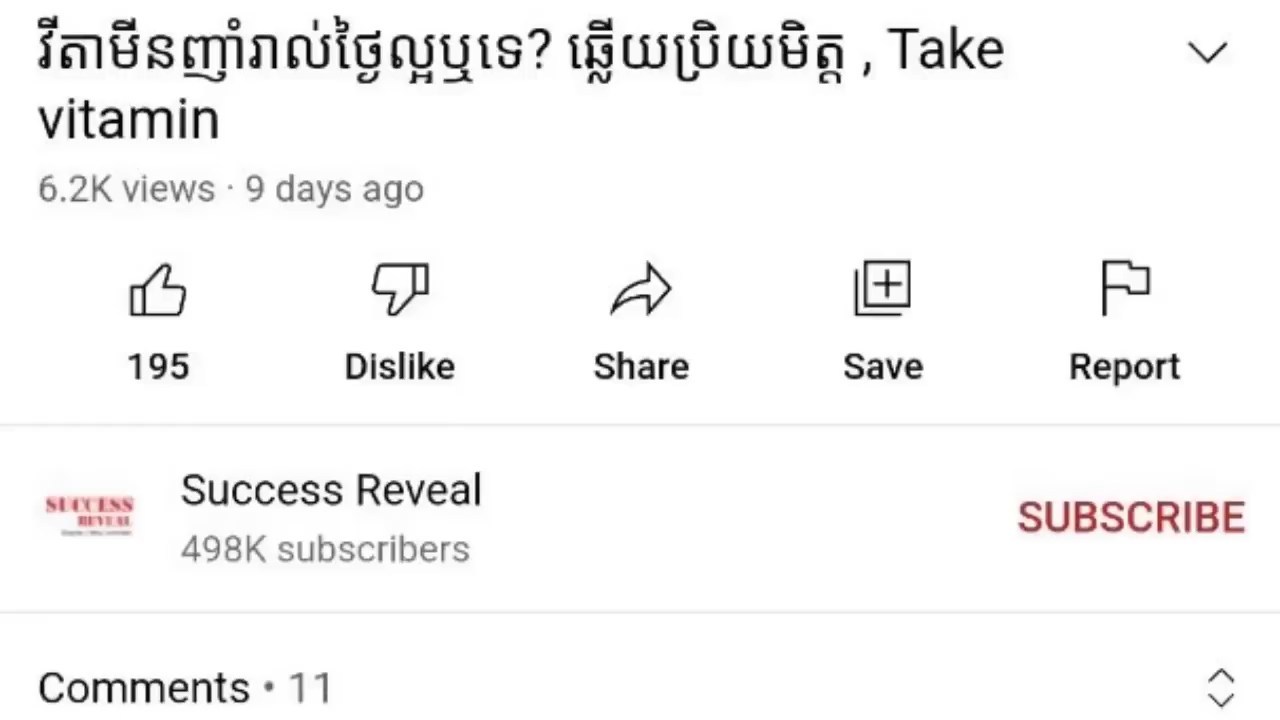 វីតាមីនញ៉ាំរាល់ថ្ងៃល្អឬទេ? ឆ្លើយប្រិយមិត្ត , Take
vitamin
6.2K views · 9 days ago
195
Dislike
Share
Save
Report
SUCCESS
REVEAL
Success Reveal
498K subscribers
SUBSCRIBE
Comments • 11